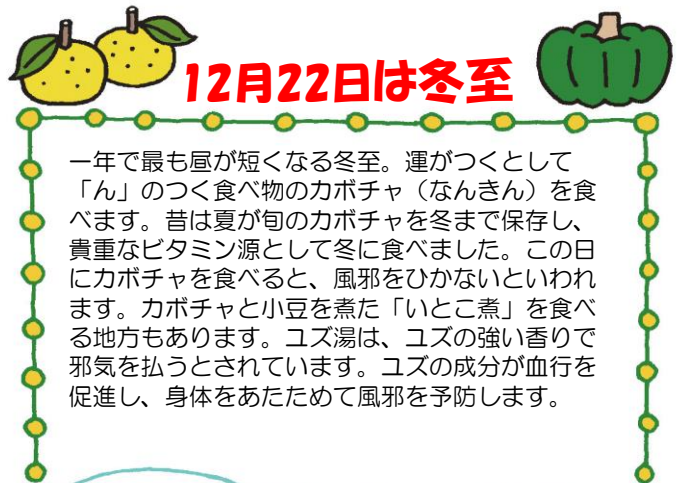 12月22日は冬至
一年で最も昼が短くなる冬至。運がつくとして
「ん」のつく食べ物のカボチャ（なんきん）を食
べます。昔は夏が旬のカボチャを冬まで保存し、
貴重なビタミン源として冬に食べました。この日
にカボチャを食べると、風邪をひかないといわれ
ます。カボチャと小豆を煮た「いとこ煮」を食べ
る地方もあります。ユズ湯は、ユズの強い香りで
邪気を払うとされています。ユズの成分が血行を
促進し、身体をあたためて風邪を予防します。